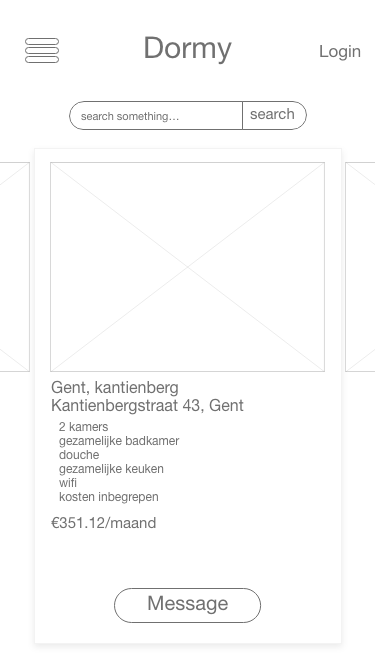 Dormy
Login
search something...
search
Gent, kantienberg
Kantienbergstraat 43, Gent
2 kamers
gezamelijke badkamer
douche
gezamelijke keuken
wifi
kosten inbegrepen
€351.12/maand
Message